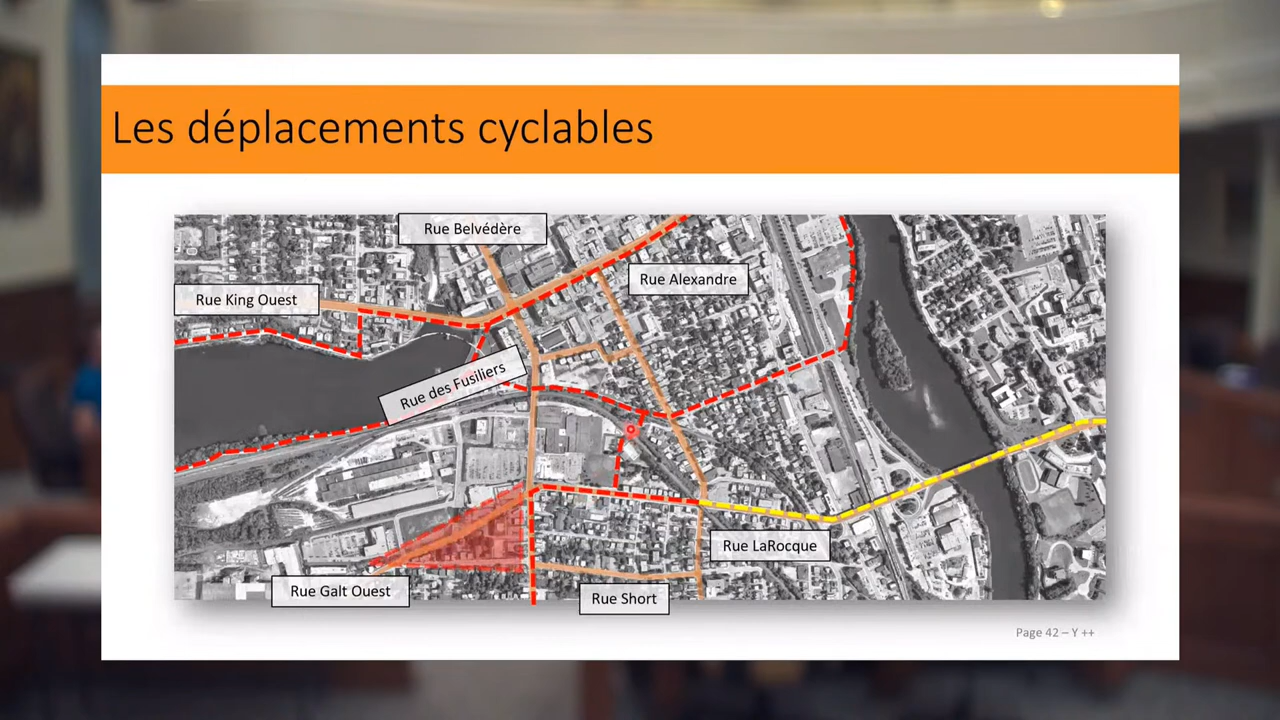 Les déplacements cyclables
Rue Belvédère
Rue Alexandre
Rue King Ouest
Rue des Fusiliers
Rue LaRocque
Rue Galt Ouest
Rue Short
Page 42 – Y ++